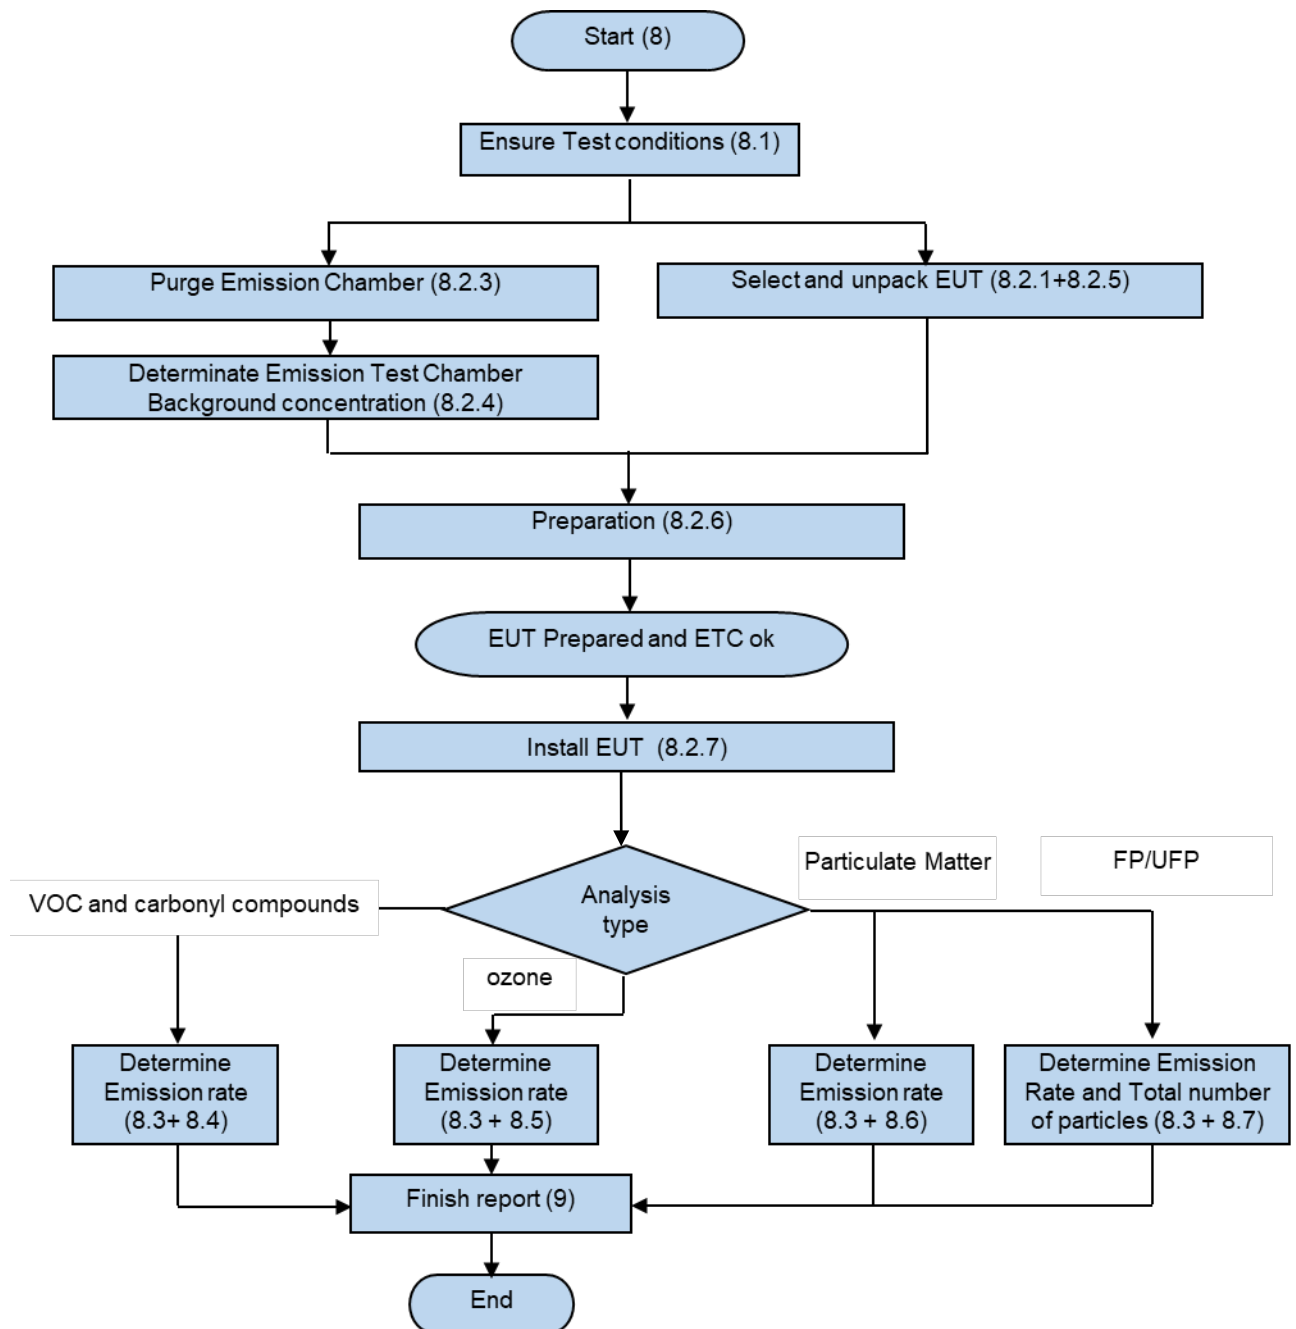 Start (8)
Ensure Test conditions (8.1)
Purge Emission Chamber (8.2.3)
Select and unpack EUT (8.2.1+8.2.5)
Determinate Emission Test Chamber
Background concentration (8.2.4)
Preparation (8.2.6)
EUT Prepared and ETC ok
Install EUT (8.2.7)
Analysis
type
VOC and carbonyl compounds
ozone
Particulate Matter
FP/UFP
Determine
Emission rate
(8.3+ 8.4)
Determine
Emission rate
(8.3 + 8.5)
Determine
Emission rate
(8.3 + 8.6)
Determine Emission
Rate and Total number
of particles (8.3 + 8.7)
Finish report (9)
End